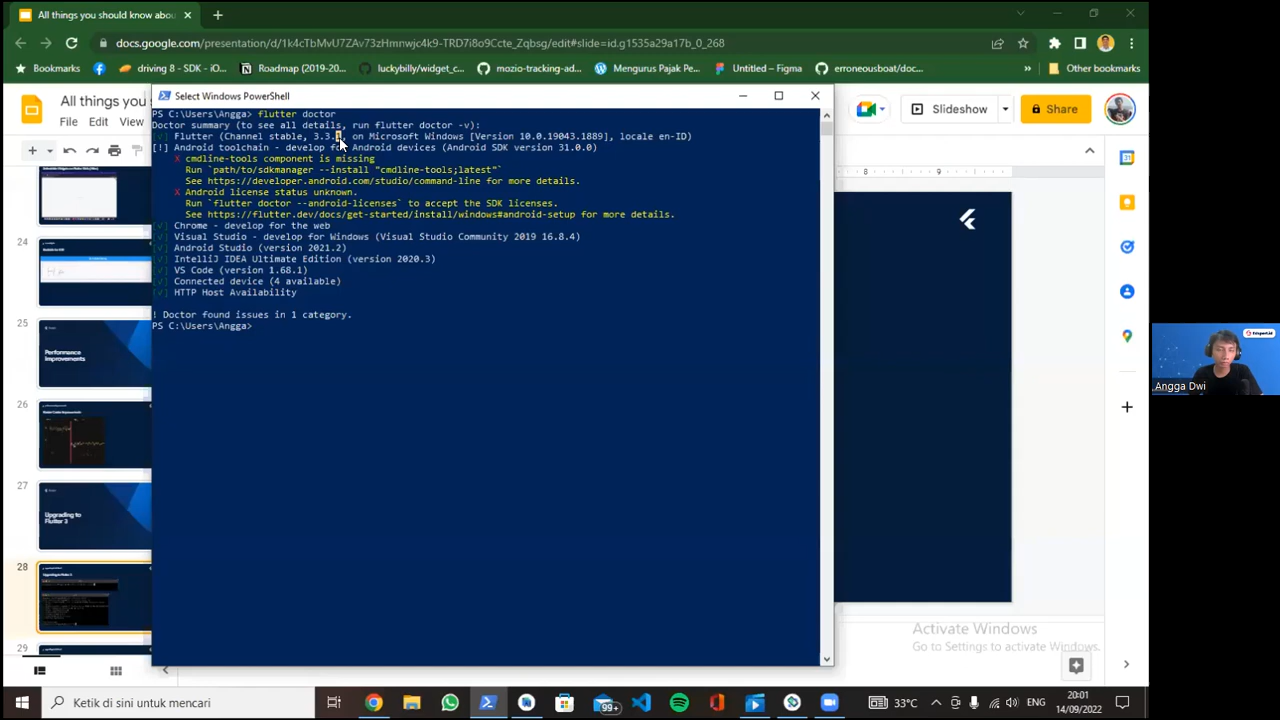 All things you should know abou
docs.google.com/presentation/d/1k4cTbMvU7ZAv73zHmnwjc4k9-TRD7i8o9Ccte_Zqbsg/edit#slide=id.g1535a29a17b_0_268
Bookmarks
driving 8 - SDK - iO...
Roadmap (2019-20...
luckybilly/widget_c...
mozio-tracking-ad...
Mengurus Pajak Pe...
Untitled – Figma
erroneousboat/doc...
Other bookmarks
All things you s
File Edit View
Slideshow
Share
Select Windows PowerShell
PS C:\Users\Angga> flutter doctor
Doctor summary (to see all details, run flutter doctor -v):
[√] Flutter (Channel stable, 3.3.1, on Microsoft Windows [Version 10.0.19043.1889], locale en-ID)
[!] Android toolchain - develop for Android devices (Android SDK version 31.0.0)
X cmdline-tools component is missing
Run `path/to/sdkmanager --install "cmdline-tools;latest"`
See https://developer.android.com/studio/command-line for more details.
X Android license status unknown.
Run `flutter doctor --android-licenses` to accept the SDK licenses.
See https://flutter.dev/docs/get-started/install/windows#android-setup for more details.
[√] Chrome - develop for the web
[√] Visual Studio - develop for Windows (Visual Studio Community 2019 16.8.4)
[√] Android Studio (version 2021.2)
[√] IntelliJ IDEA Ultimate Edition (version 2020.3)
[√] VS Code (version 1.68.1)
[√] Connected device (4 available)
[√] HTTP Host Availability
! Doctor found issues in 1 category.
PS C:\Users\Angga>
8 9
24
25
Performance
Improvements
26
27
Upgrading to
Flutter 3
28
29
Activate Windows
Go to Settings to activate Windows.
Angga Dwi
Ketik di sini untuk mencari
99+
33°C
ENG
20:01
14/09/2022